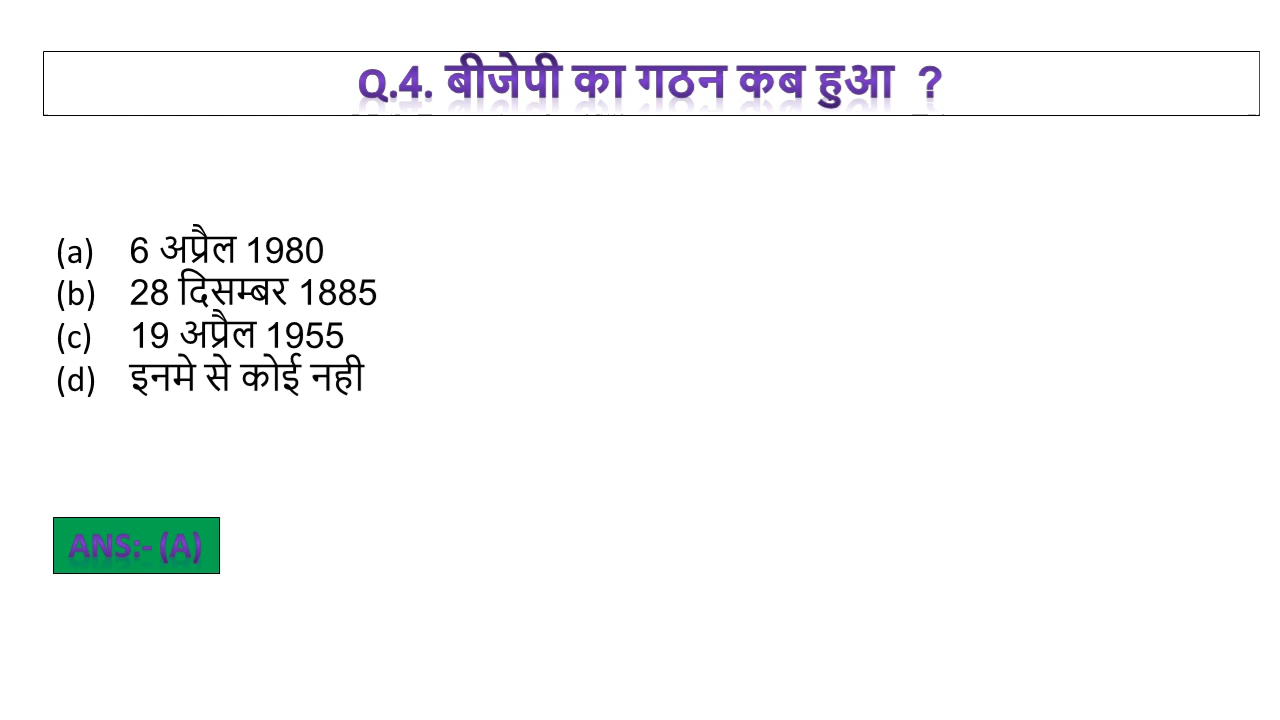 Q.4. बीजेपी का गठन कब हुआ ?
(a) 6 अप्रैल 1980
(b) 28 दिसम्बर 1885
(c) 19 अप्रैल 1955
(d) इनमे से कोई नही
ANS:- (A)